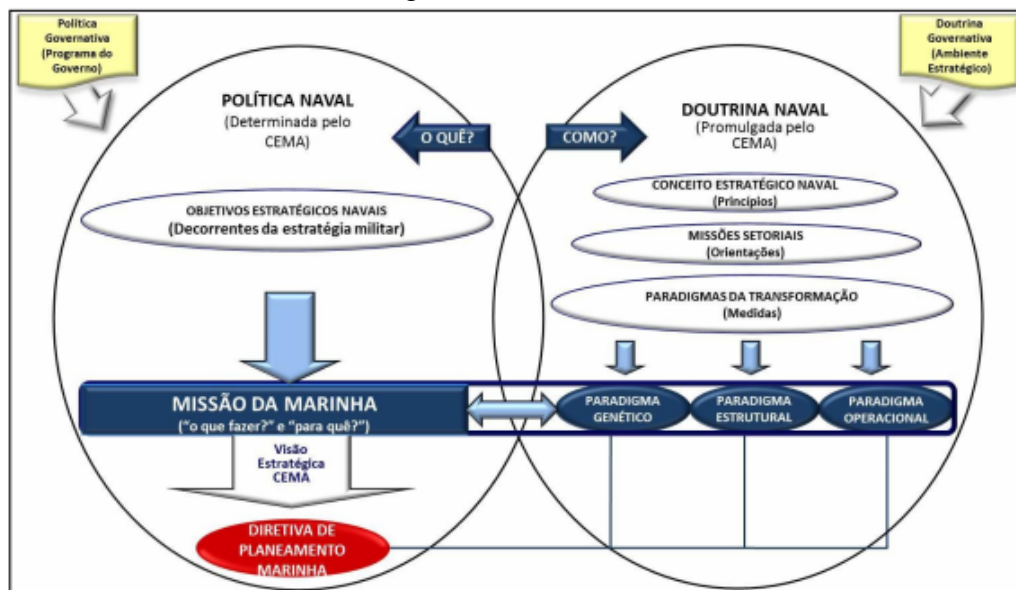 Política
Governativa
(Programa do
Governo)
Doutrina
Governativa
(Ambiente
Estratégico)
POLÍTICA NAVAL
(Determinada pelo
CEMA)
O QUÊ?
COMO?
DOUTRINA NAVAL
(Promulgada pelo
CEMA)
OBJETIVOS ESTRATÉGICOS NAVAIS
(Decorrentes da estratégia militar)
CONCEITO ESTRATÉGICO NAVAL
(Princípios)
MISSÕES SETORIAIS
(Orientações)
PARADIGMAS DA TRANSFORMAÇÃO
(Medidas)
MISSÃO DA MARINHA
("o que fazer?" e "para quê?")
PARADIGMA
GENÉTICO
PARADIGMA
ESTRUTURAL
PARADIGMA
OPERACIONAL
Visão
Estratégica
CEMA
DIRETIVA DE
PLANEAMENTO
MARINHA